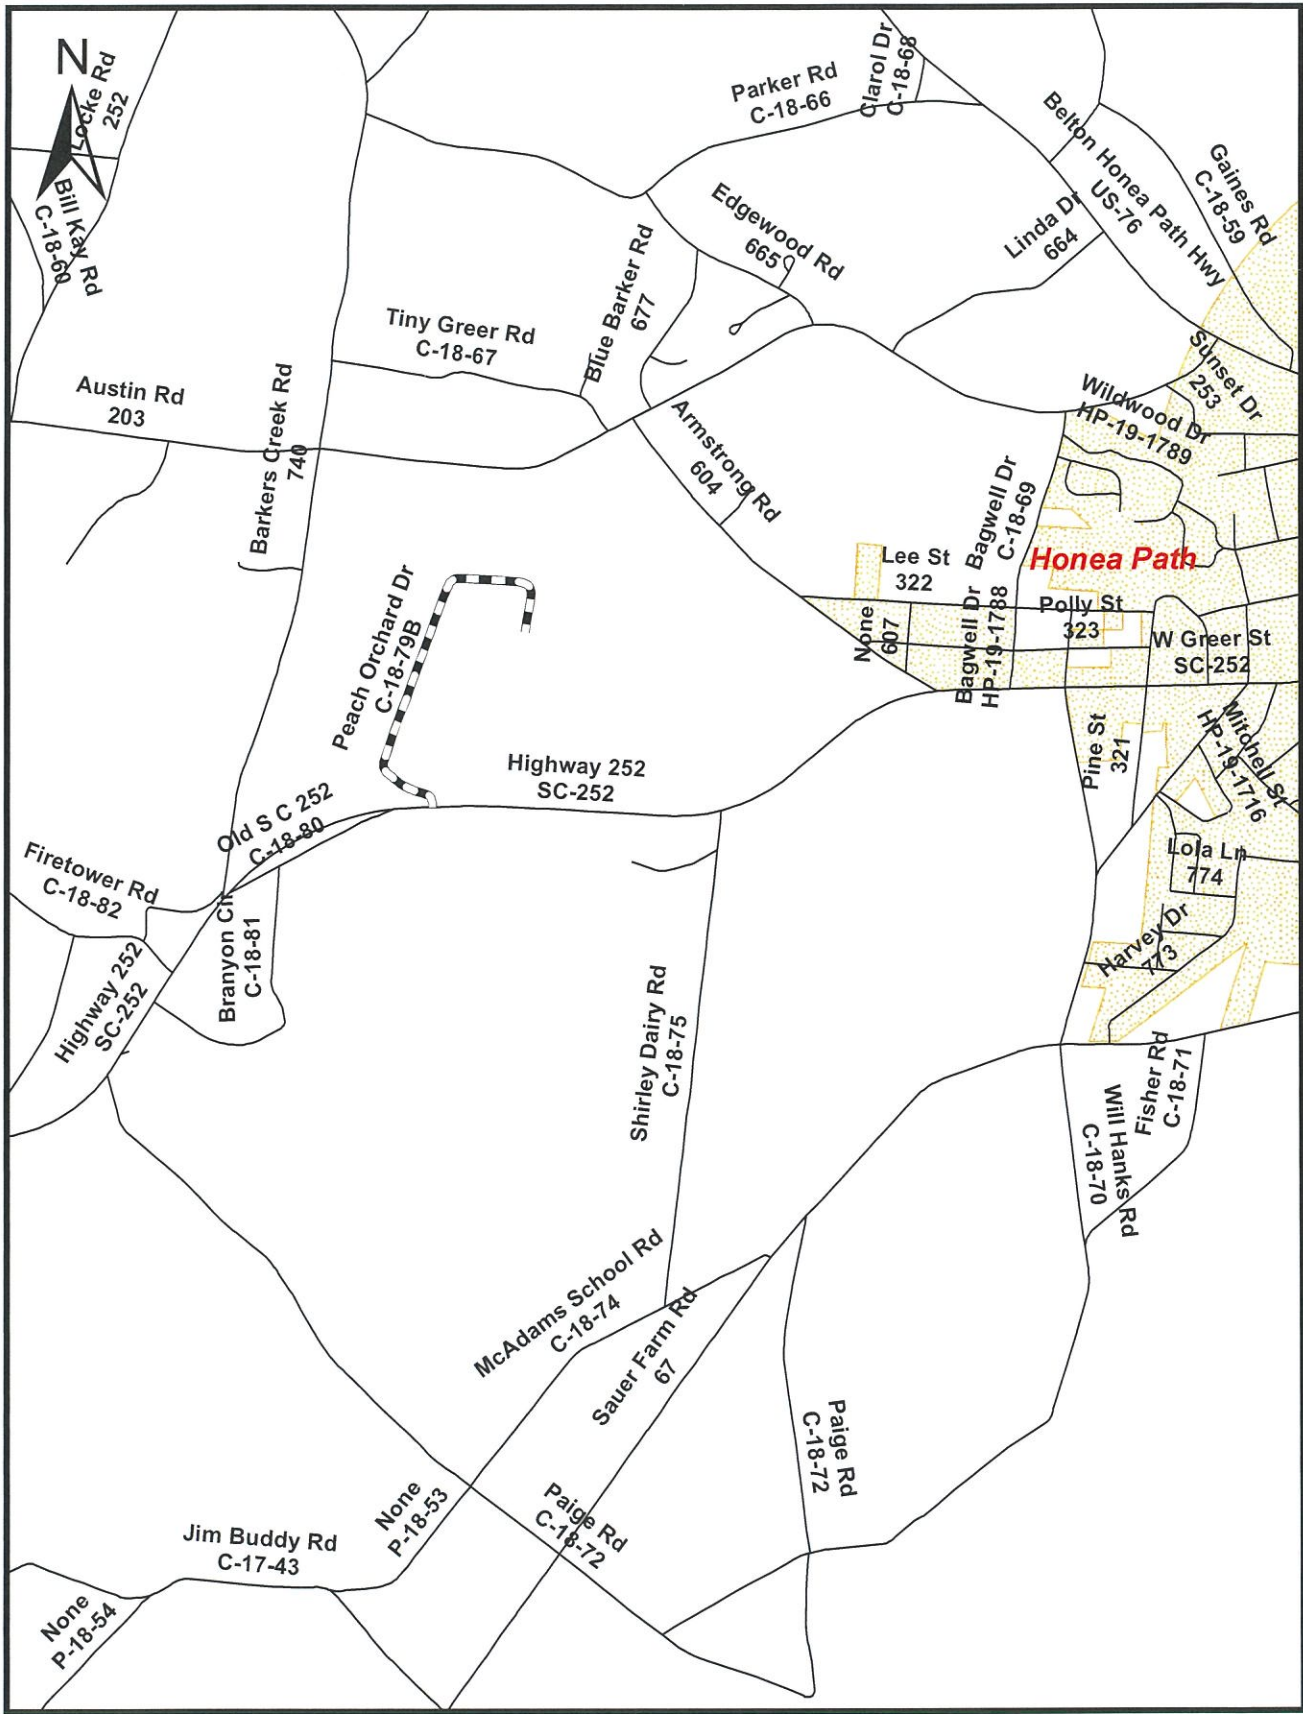 N
Locke Rd
252
Bill Kay Rd
C-18-60
Parker Rd
C-18-66
Clarol Dr
C-18-68
Belton Honea Path Hwy
US-76
Gaines Rd
C-18-59
Edgewood Rd
665
Linda Dr
664
Blue Barker Rd
677
Tiny Greer Rd
C-18-67
Austin Rd
203
Barkers Creek Rd
740
Sunset Dr
253
Wildwood Dr
HP-19-1789
Armstrong Rd
604
Bagwell Dr
C-18-69
Honea Path
Lee St
322
None
607
Bagwell Dr
HP-19-1788
Polly St
323
W Greer St
SC-252
Peach Orchard Dr
C-18-79B
Pine St
321
Mitchell St
HP-19-1716
Highway 252
SC-252
Old S C 252
C-18-80
Firetower Rd
C-18-82
Lola Ln
774
Branyon Cir
C-18-81
Harvey Dr
773
Highway 252
SC-252
Shirley Dairy Rd
C-18-75
Fisher Rd
C-18-71
Will Hanks Rd
C-18-70
McAdams School Rd
C-18-74
Sauer Farm Rd
67
Paige Rd
C-18-72
None
P-18-53
Paige Rd
C-18-72
Jim Buddy Rd
C-17-43
None
P-18-54